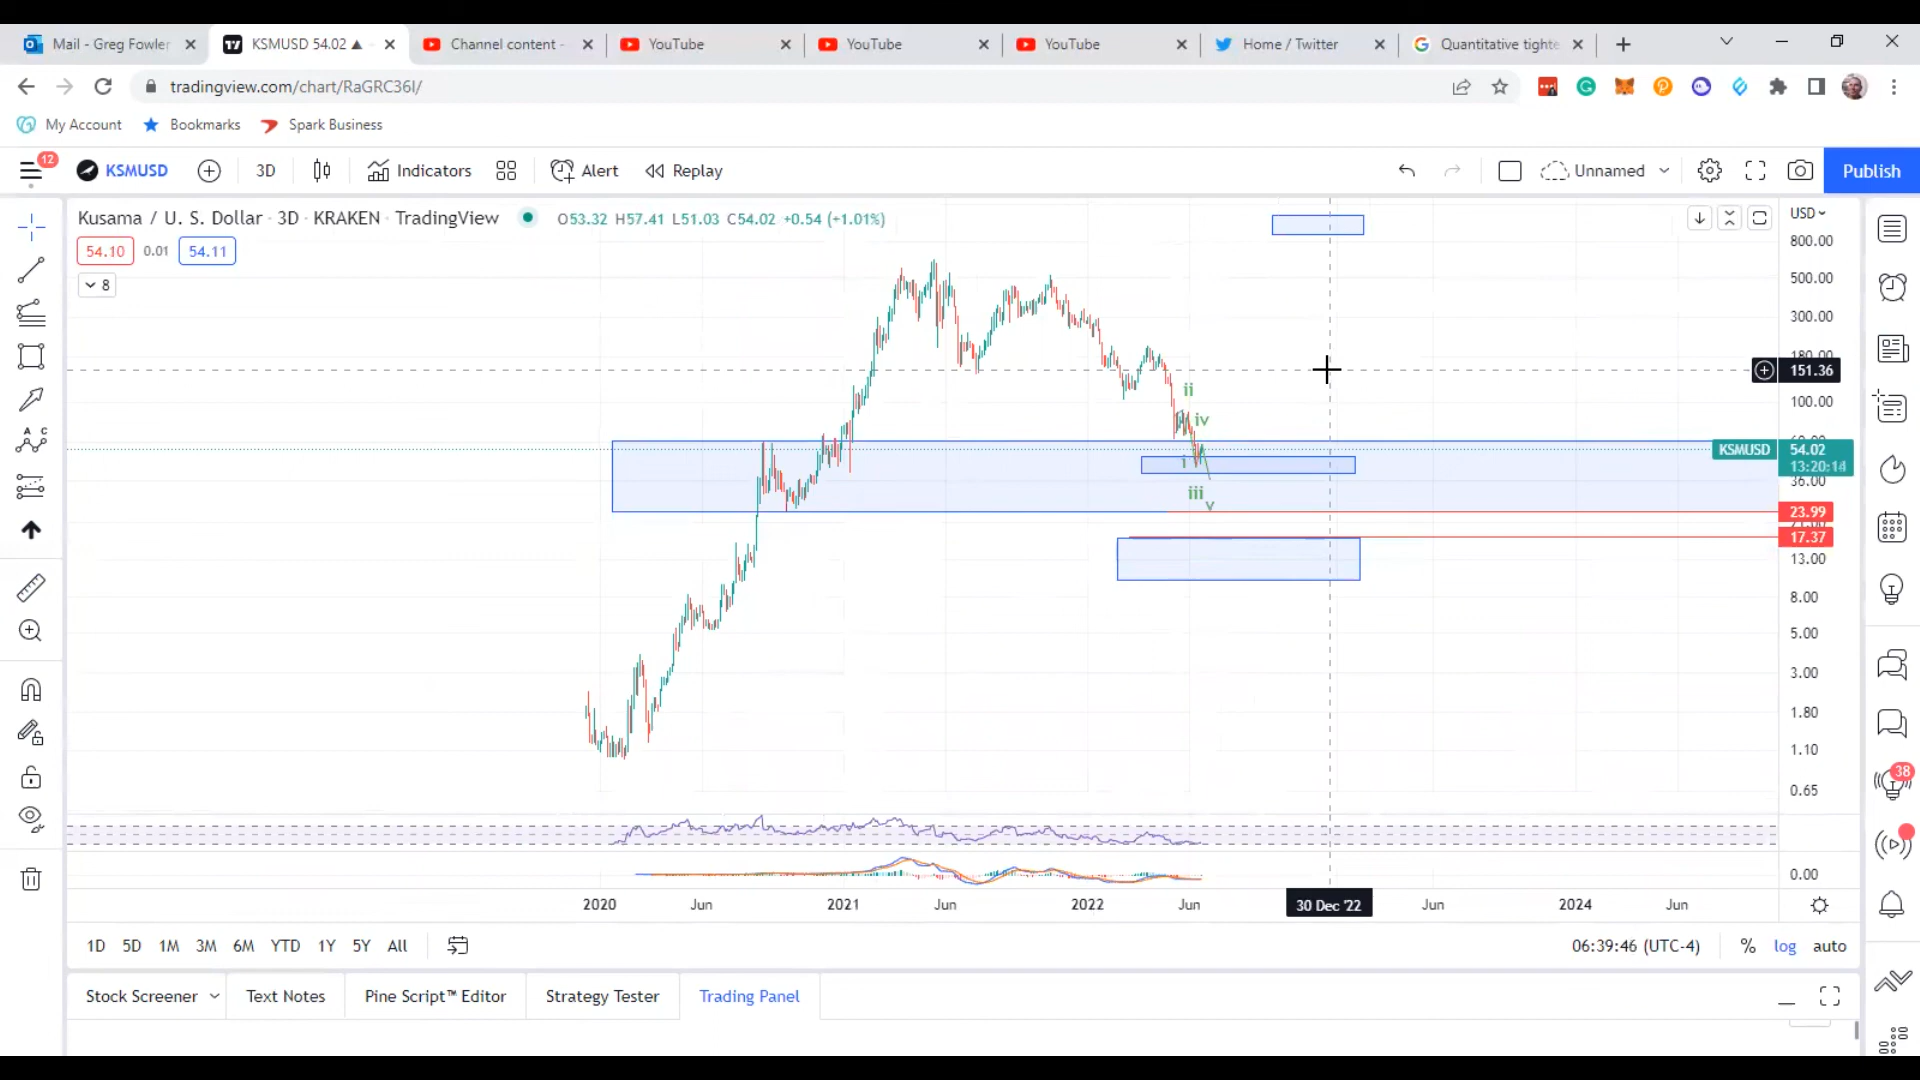 Mail - Greg Fowler
KSMUSD 54.02 ▲
Channel content -
YouTube
YouTube
YouTube
Home / Twitter
Quantitative tighte
tradingview.com/chart/RaGRC36I/
My Account
Bookmarks
Spark Business
12
KSMUSD
3D
Indicators
Alert
Replay
Unnamed
Publish
Kusama / U. S. Dollar · 3D · KRAKEN · TradingView
O53.32 H57.41 L51.03 C54.02 +0.54 (+1.01%)
USD
54.10
0.01
54.11
8
800.00
500.00
300.00
180.00
151.36
100.00
KSMUSD
54.02
13:20:14
36.00
23.99
17.37
13.00
8.00
5.00
3.00
1.80
1.10
0.65
0.00
ii
iv
i
iii
v
38
2020
Jun
2021
Jun
2022
Jun
30 Dec '22
Jun
2024
Jun
1D
5D
1M
3M
6M
YTD
1Y
5Y
All
06:39:46 (UTC-4)
%
log
auto
Stock Screener
Text Notes
Pine Script™ Editor
Strategy Tester
Trading Panel